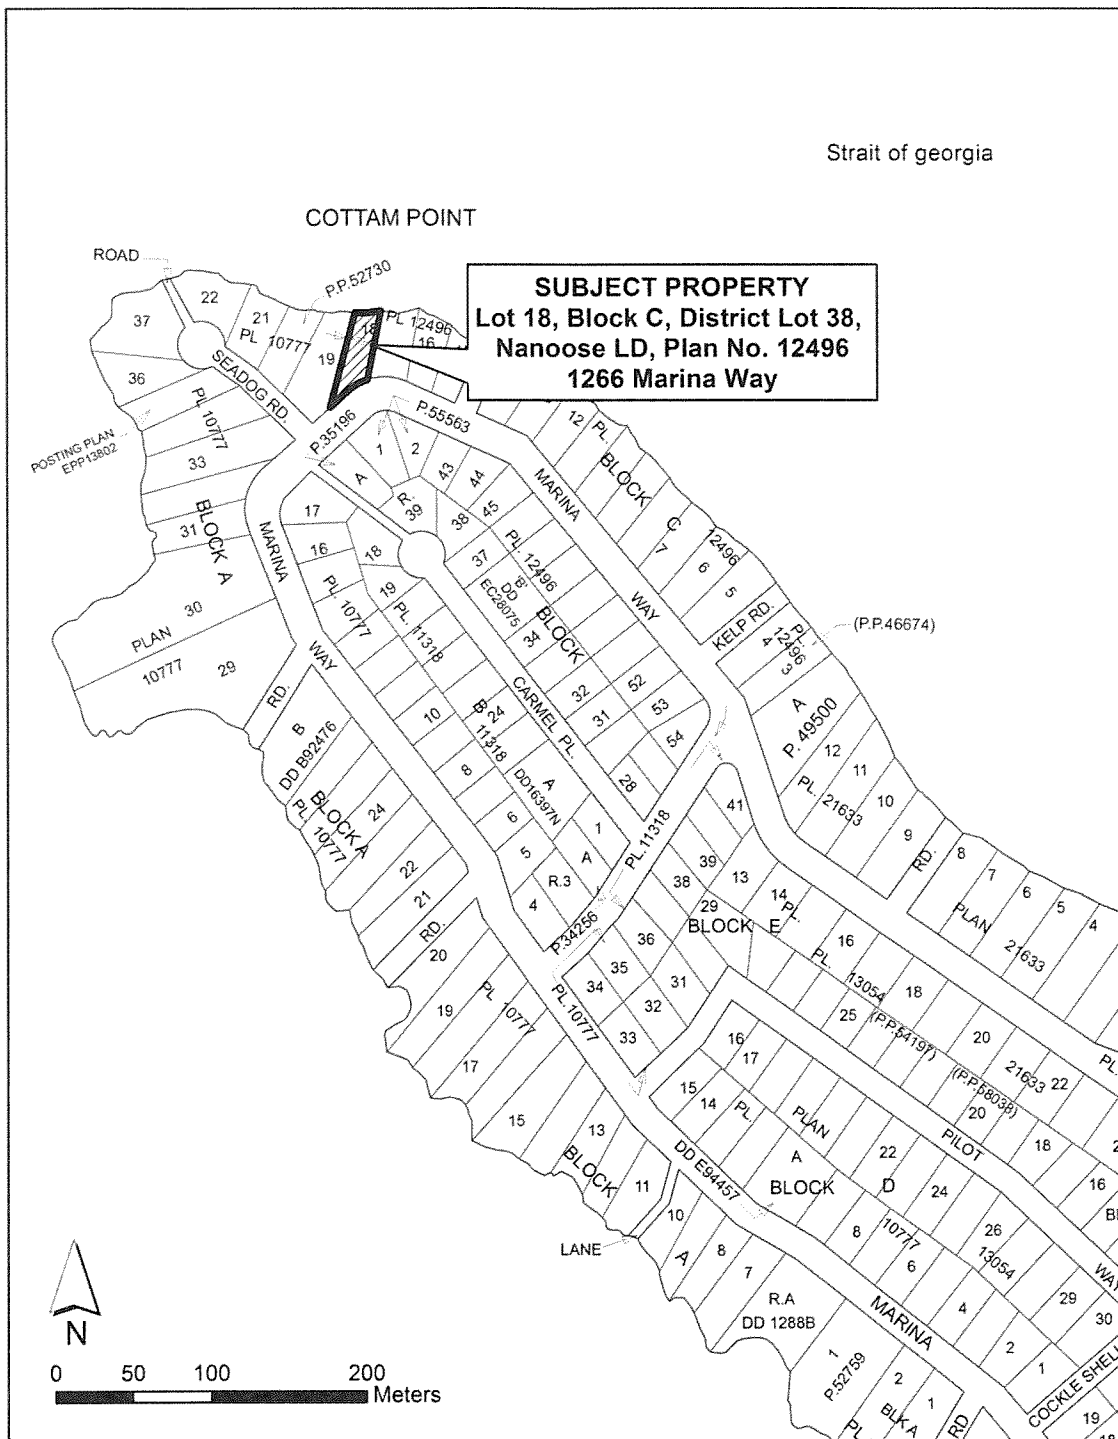 Strait of georgia
COTTAM POINT
ROAD
P.P.52730
SUBJECT PROPERTY
Lot 18, Block C, District Lot 38,
Nanoose LD, Plan No. 12496
1266 Marina Way
22
37
21
PL 10777
18
PL 12496
16
19
36
SEADOG RD.
PL 10777
POSTING PLAN
EPP13802
P.35196
P.55563
33
31
BLOCK A
1
2
43
44
45
A
R.
39
38
37
17
16
18
19
MARINA
WAY
PL. 10777
PL. 11318
PL. 12496
'B'
DD
EC28075
BLOCK
34
MARINA
WAY
12
PL.
BLOCK
C
7
12496
6
5
KELP RD.
PL.
12496
4
3
(P.P.46674)
30
PLAN
10777
29
RD.
B
DD B92476
BLOCK A
PL. 10777
24
22
21
RD.
20
19
PL 10777
17
15
13
BLOCK
11
10
A
LANE
8
7
10
8
6
5
4
24
11318
A
DD16397N
1
A
R.3
CARMEL PL.
32
31
52
53
54
28
41
PL.11318
P.34256
PL.10777
A
P. 49500
12
11
10
9
PL. 21633
RD.
8
7
6
5
4
PLAN
21633
39
38
29
13
14
PL.
BLOCK E
16
PL.
13054
18
20
21633
22
PL.
36
35
34
33
32
31
25
(P.P.54197)
(P.P.58038)
20
18
16
16
17
15
14
PL.
PLAN
PILOT
WAY
DD E94457
A
BLOCK D
22
24
26
13054
29
30
8
10777
6
4
2
1
MARINA
R.A
DD 1288B
1
P.52759
2
1
BLK A
RD
COCKLE SHELL
19
N
0 50 100 200
Meters